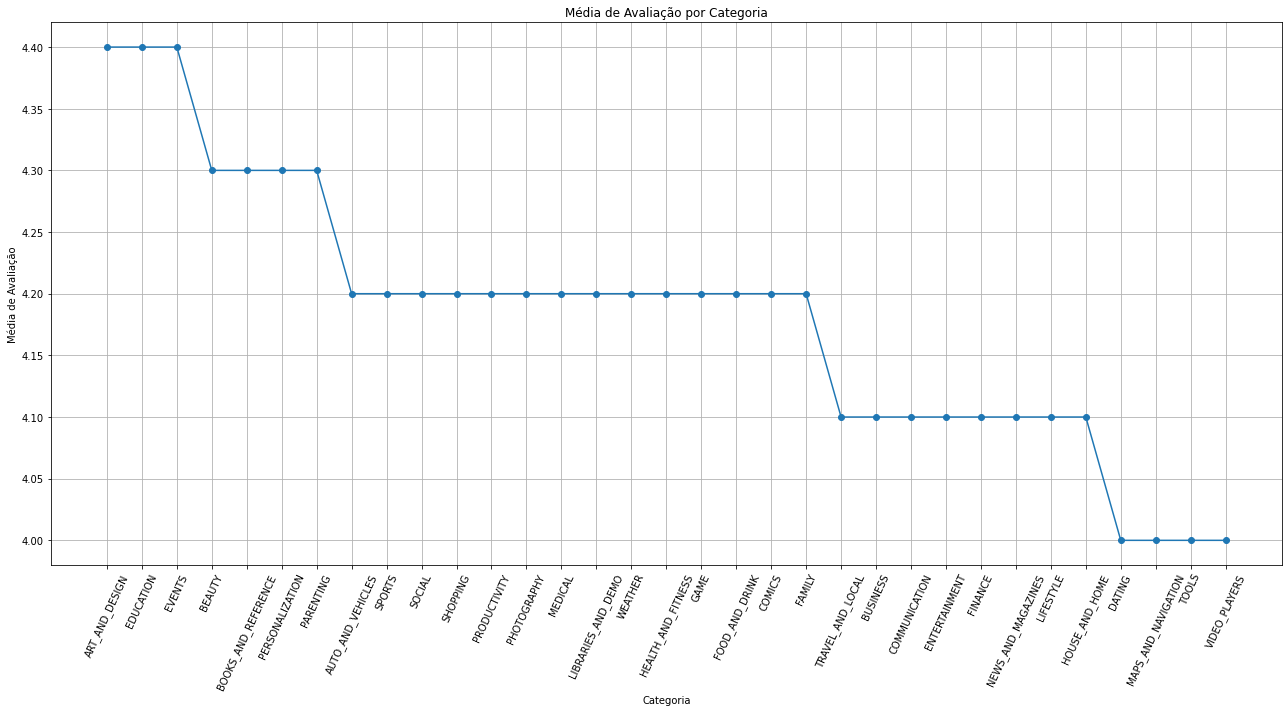 Média de Avaliação por Categoria
Média de Avaliação
4.40
4.35
4.30
4.25
4.20
4.15
4.10
4.05
4.00
ART_AND_DESIGN
EDUCATION
EVENTS
BEAUTY
BOOKS_AND_REFERENCE
PERSONALIZATION
PARENTING
AUTO_AND_VEHICLES
SPORTS
SOCIAL
SHOPPING
PRODUCTIVITY
PHOTOGRAPHY
MEDICAL
LIBRARIES_AND_DEMO
WEATHER
HEALTH_AND_FITNESS
GAME
FOOD_AND_DRINK
COMICS
FAMILY
TRAVEL_AND_LOCAL
BUSINESS
COMMUNICATION
ENTERTAINMENT
FINANCE
NEWS_AND_MAGAZINES
LIFESTYLE
HOUSE_AND_HOME
DATING
MAPS_AND_NAVIGATION
TOOLS
VIDEO_PLAYERS
Categoria